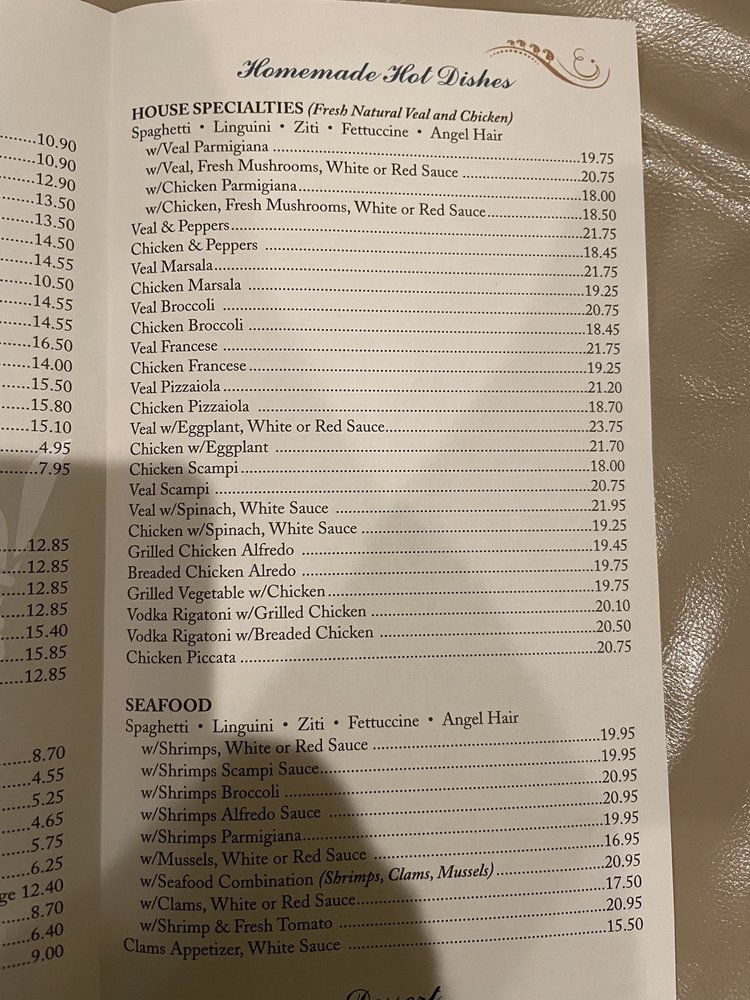 10.90
10.90
12.90
13.50
13.50
14.50
14.55
10.50
14.55
14.55
16.50
14.00
15.50
15.80
15.10
4.95
7.95
12.85
12.85
12.85
12.85
15.40
15.85
12.85
8.70
4.55
5.25
4.65
5.75
6.25
12.40
8.70
6.40
9.00
Homemade Hot Dishes
HOUSE SPECIALTIES (Fresh Natural Veal and Chicken)
Spaghetti • Linguini • Ziti • Fettuccine • Angel Hair
w/Veal Parmigiana 19.75
w/Veal, Fresh Mushrooms, White or Red Sauce 20.75
w/Chicken Parmigiana 18.00
w/Chicken, Fresh Mushrooms, White or Red Sauce 18.50
Veal & Peppers 21.75
Chicken & Peppers 18.45
Veal Marsala 21.75
Chicken Marsala 19.25
Veal Broccoli 20.75
Chicken Broccoli 18.45
Veal Francese 21.75
Chicken Francese 19.25
Veal Pizzaiola 21.20
Chicken Pizzaiola 18.70
Veal w/Eggplant, White or Red Sauce 23.75
Chicken w/Eggplant 21.70
Chicken Scampi 18.00
Veal Scampi 20.75
Veal w/Spinach, White Sauce 21.95
Chicken w/Spinach, White Sauce 19.25
Grilled Chicken Alfredo 19.45
Breaded Chicken Alredo 19.75
Grilled Vegetable w/Chicken 19.75
Vodka Rigatoni w/Grilled Chicken 20.10
Vodka Rigatoni w/Breaded Chicken 20.50
Chicken Piccata 20.75
SEAFOOD
Spaghetti • Linguini • Ziti • Fettuccine • Angel Hair
w/Shrimps, White or Red Sauce 19.95
w/Shrimps Scampi Sauce 19.95
w/Shrimps Broccoli 20.95
w/Shrimps Alfredo Sauce 20.95
w/Shrimps Parmigiana 19.95
w/Mussels, White or Red Sauce 16.95
w/Seafood Combination (Shrimps, Clams, Mussels) 20.95
w/Clams, White or Red Sauce 17.50
w/Shrimp & Fresh Tomato 20.95
Clams Appetizer, White Sauce 15.50
Dessert